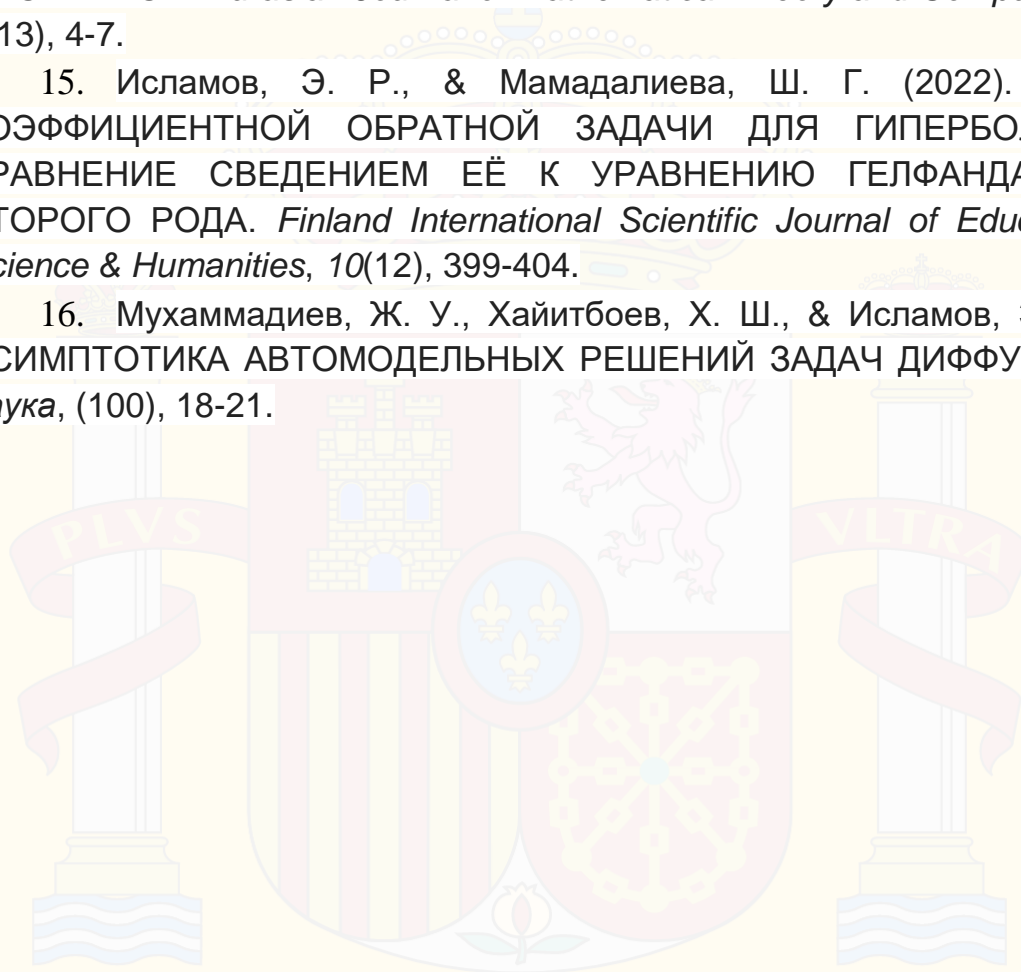 13), 4-7.
15. Исламов, Э. Р., & Мамадалиева, Ш. Г. (2022).
ОЭФФИЦИЕНТНОЙ ОБРАТНОЙ ЗАДАЧИ ДЛЯ ГИПЕРБОЛ
РАВНЕНИЕ СВЕДЕНИЕМ ЕЁ К УРАВНЕНИЮ ГЕЛФАНДА
ТОРОГО РОДА. Finland International Scientific Journal of Educ
cience & Humanities, 10(12), 399-404.
16. Мухаммадиев, Ж. У., Хайитбоев, Х. Ш., & Исламов,
СИМПТОТИКА АВТОМОДЕЛЬНЫХ РЕШЕНИЙ ЗАДАЧ ДИФФУ
аука, (100), 18-21.
PLVS VLTRA